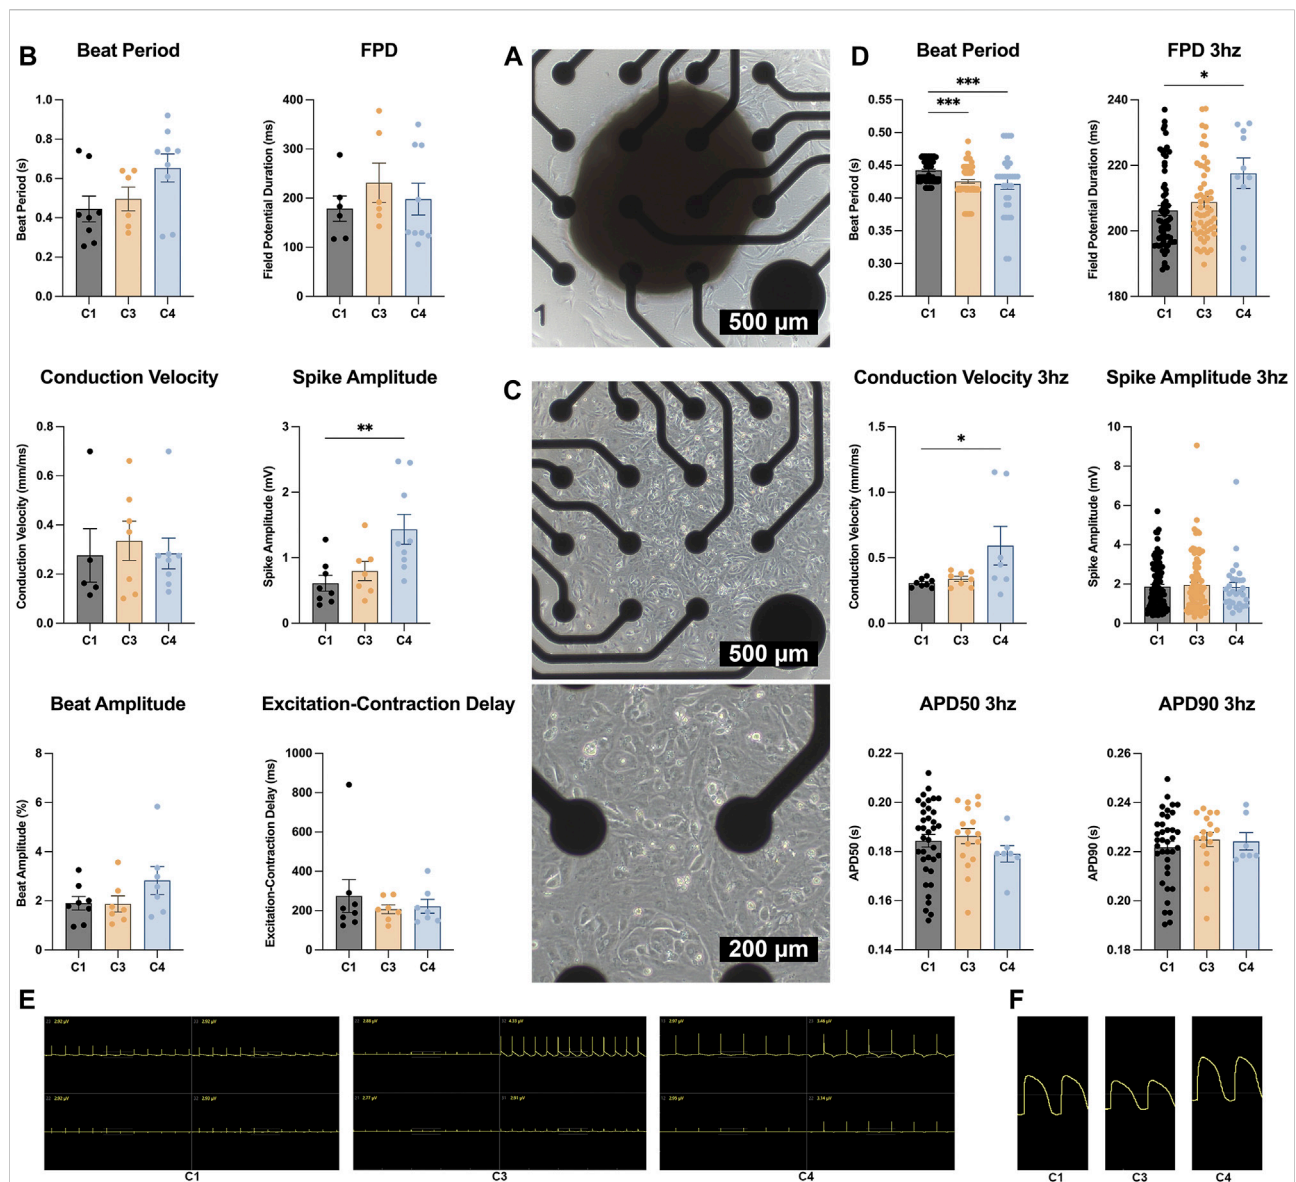 B
Beat Period
Beat Period (s)
1.0
0.8
0.6
0.4
0.2
0.0
C1 C3 C4
FPD
Field Potential Duration (ms)
400
300
200
100
0
C1 C3 C4
Conduction Velocity
Conduction Velocity (mm/ms)
0.8
0.6
0.4
0.2
0.0
C1 C3 C4
Spike Amplitude
Spike Amplitude (mV)
3
2
1
0
**
C1 C3 C4
Beat Amplitude
Beat Amplitude (%)
8
6
4
2
0
C1 C3 C4
Excitation-Contraction Delay
Excitation-Contraction Delay (ms)
1000
800
600
400
200
0
C1 C3 C4
A
1
500 µm
C
500 µm
200 µm
D
Beat Period
Beat Period (s)
0.55
0.50
0.45
0.40
0.35
0.30
0.25
***
***
C1 C3 C4
FPD 3hz
Field Potential Duration (ms)
240
220
200
180
*
C1 C3 C4
Conduction Velocity 3hz
Conduction Velocity (mm/ms)
1.5
1.0
0.5
0.0
*
C1 C3 C4
Spike Amplitude 3hz
Spike Amplitude (mV)
10
8
6
4
2
0
C1 C3 C4
APD50 3hz
APD50 (s)
0.22
0.20
0.18
0.16
0.14
C1 C3 C4
APD90 3hz
APD90 (s)
0.26
0.24
0.22
0.20
0.18
C1 C3 C4
E
C1
C3
C4
F
C1
C3
C4